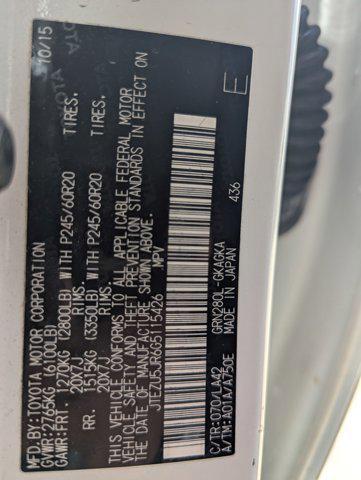 MFD.BY:TOYOTA MOTOR CORPORATION 10/15
GVWR:2765KG (6100LB)
GAWR:FRT. 1270KG (2800LB) WITH P245/60R20 TIRES.
20X7J RIMS.
RR. 1515KG (3350LB) WITH P245/60R20 TIRES.
20X7J RIMS.
THIS VEHICLE CONFORMS TO ALL APPLICABLE FEDERAL MOTOR
VEHICLE SAFETY, BUMPER, AND THEFT PREVENTION STANDARDS IN EFFECT ON
THE DATE OF MANUFACTURE SHOWN ABOVE.
JTEZU5JR6G5115426 MPV
E
436
C/TR:070/LA42 GRN280L-GKAGKA
A/TM:A01A/A750E MADE IN JAPAN